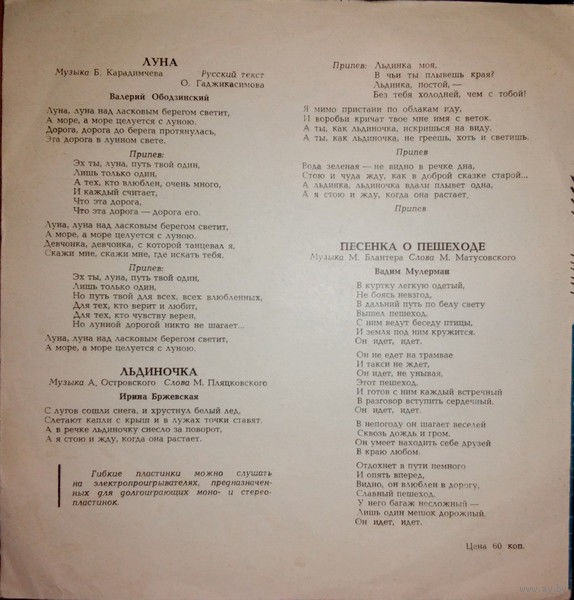 ЛУНА
Музыка Б. Карадимчева Русский текст
О. Гаджикасимова
Валерий Ободзинский
Луна, луна над ласковым берегом светит,
А море, а море целуется с луною.
Дорога, дорога до берега протянулась,
Эта дорога в лунном свете.
Припев:
Эх ты, луна, путь твой один,
Лишь только один,
А тех, кто влюблен, очень много,
И каждый считает,
Что эта дорога,
Что эта дорога — дорога его.
Луна, луна над ласковым берегом светит,
А море, а море целуется с луною.
Девчонка, девчонка, с которой танцевал я,
Скажи мне, скажи мне, где искать тебя.
Припев:
Эх ты, луна, путь твой один,
Лишь только один,
Но путь твой для всех, всех влюбленных,
Для тех, кто верит и любит,
Для тех, кто чувству верен,
Но лунной дорогой никто не шагает...
Луна, луна над ласковым берегом светит,
А море, а море целуется с луною.
ЛЬДИНОЧКА
Музыка А. Островского Слова М. Пляцковского
Ирина Бржевская
С лугов сошли снега, и хрустнул белый лед,
Слетают капли с крыш и в лужах точки ставят.
А в речке льдиночку снесло за поворот,
А я стою и жду, когда она растает.
Гибкие пластинки можно слушать
на электропроигрывателях, предназначен-
ных для долгоиграющих моно- и стерео-
пластинок.
Припев: Льдинка моя,
В чьи ты плывешь края?
Льдинка, постой, —
Без тебя холодней, чем с тобой!
Я мимо пристани по облакам иду,
И воробьи кричат твое мне имя с веток.
А ты, как льдиночка, искришься на виду,
А ты, как льдиночка, не греешь, хоть и светишь.
Припев
Вода зеленая — не видно в речке дна,
Стою и чуда жду, как в доброй сказке старой...
А льдинка, льдиночка вдали плывет одна,
А я стою и жду, когда она растает.
Припев
ПЕСЕНКА О ПЕШЕХОДЕ
Музыка М. Блантера Слова М. Матусовского
Вадим Мулерман
В куртку легкую одетый,
Не боясь невзгод,
В дальний путь по белу свету
Вышел пешеход.
С ним ведут беседу птицы,
И земля под ним кружится.
Он идет, идет.
Он не едет на трамвае
И такси не ждет,
Он идет, не унывая,
Этот пешеход.
И готов с ним каждый встречный
В разговор вступить сердечный.
Он идет, идет.
В непогоду он шагает веселей
Сквозь дождь и гром,
Он умеет находить себе друзей
В краю любом.
Отдохнет в пути немного
И опять вперед,
Видно, он влюблен в дорогу,
Славный пешеход.
У него багаж несложный —
Лишь один мешок дорожный.
Он идет, идет.
Цена 60 коп.